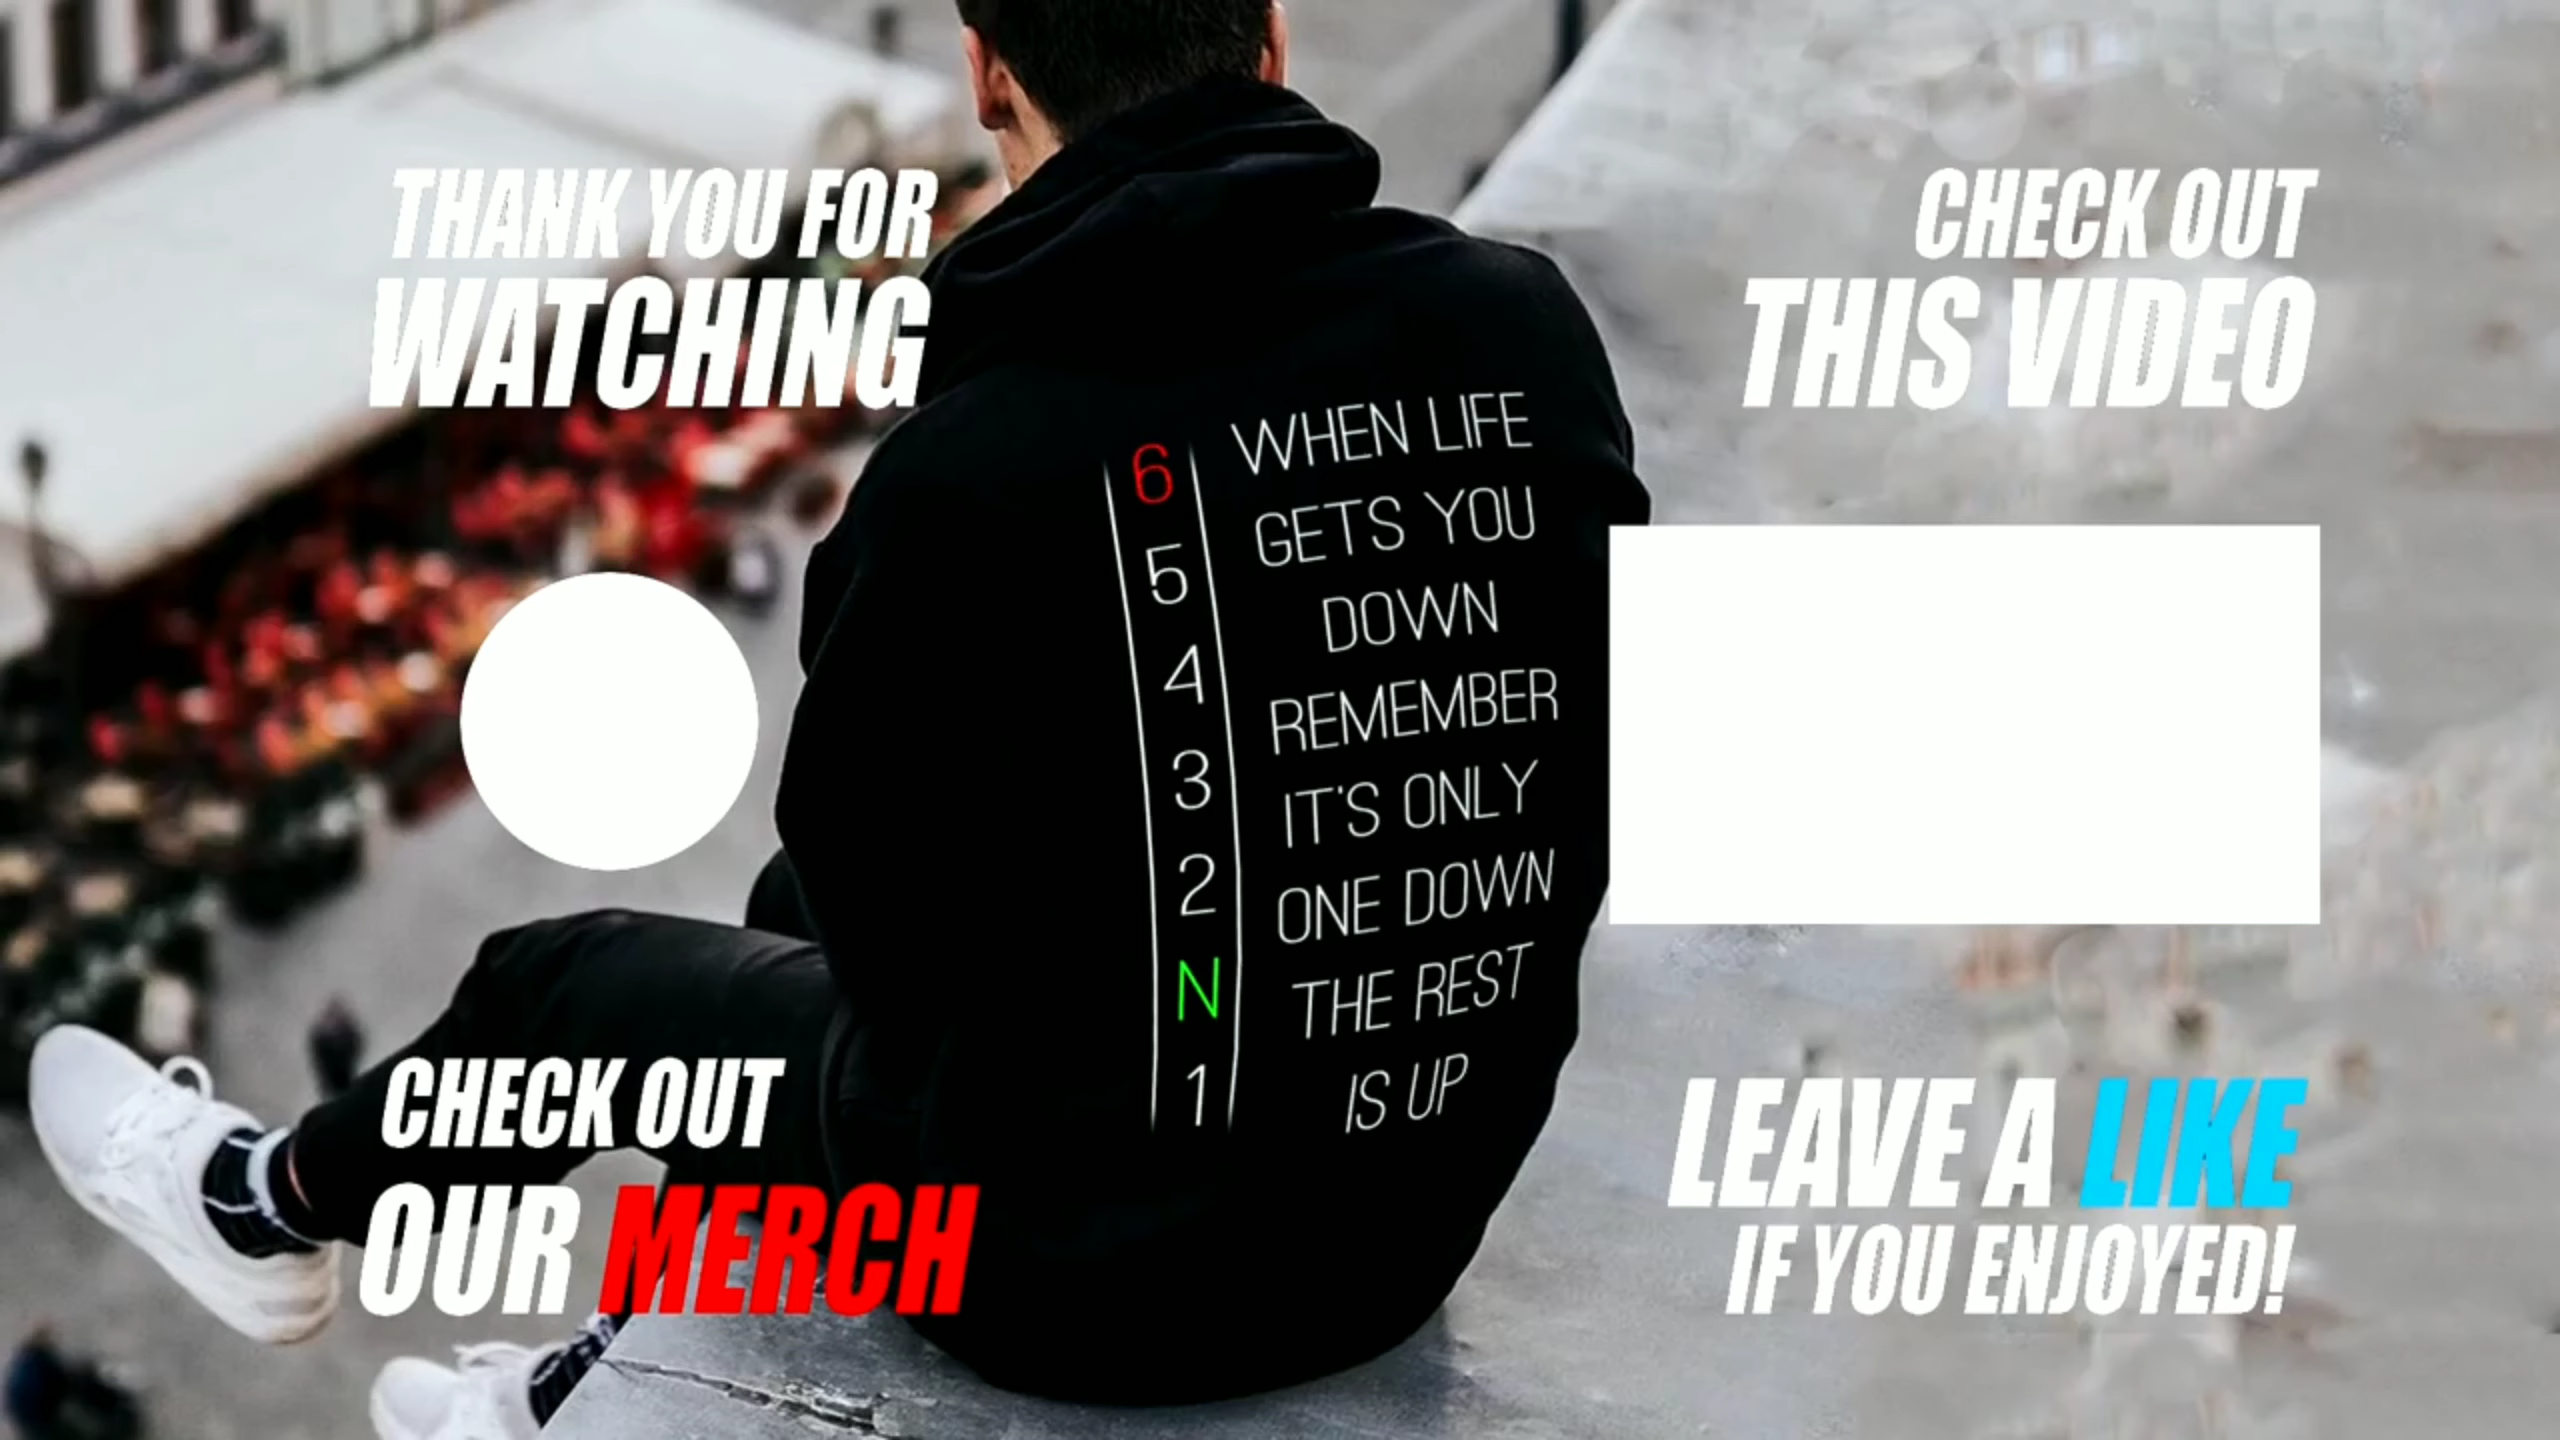 THANK YOU FOR
WATCHING
CHECK OUT
THIS VIDEO
6
5
4
3
2
N
1
WHEN LIFE
GETS YOU
DOWN
REMEMBER
IT'S ONLY
ONE DOWN
THE REST
IS UP
CHECK OUT
OUR MERCH
LEAVE A LIKE
IF YOU ENJOYED!